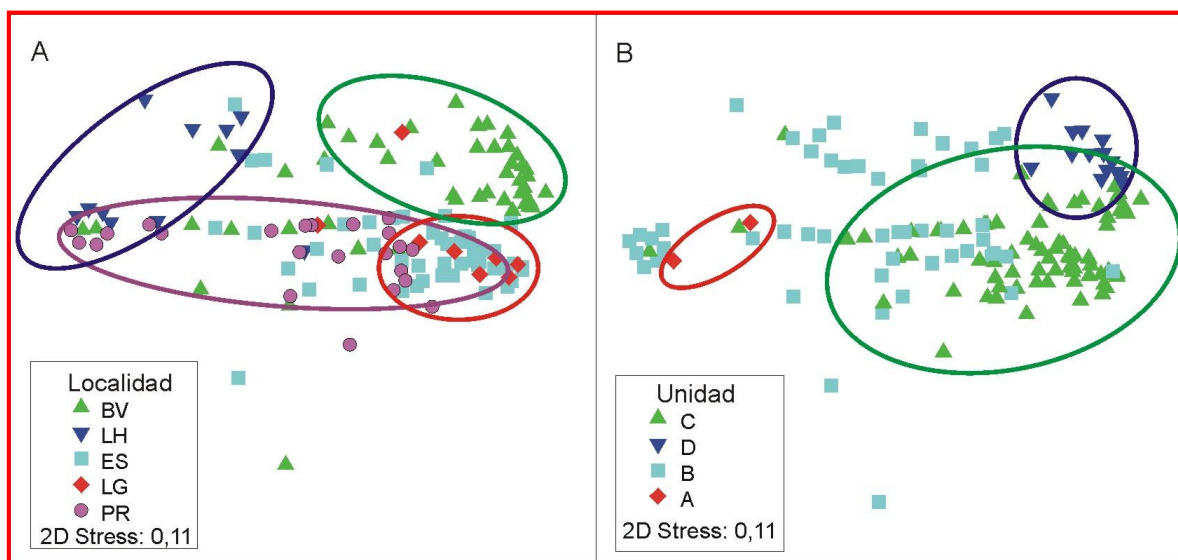 A
Localidad
BV
LH
ES
LG
PR
2D Stress: 0,11
B
Unidad
C
D
B
A
2D Stress: 0,11